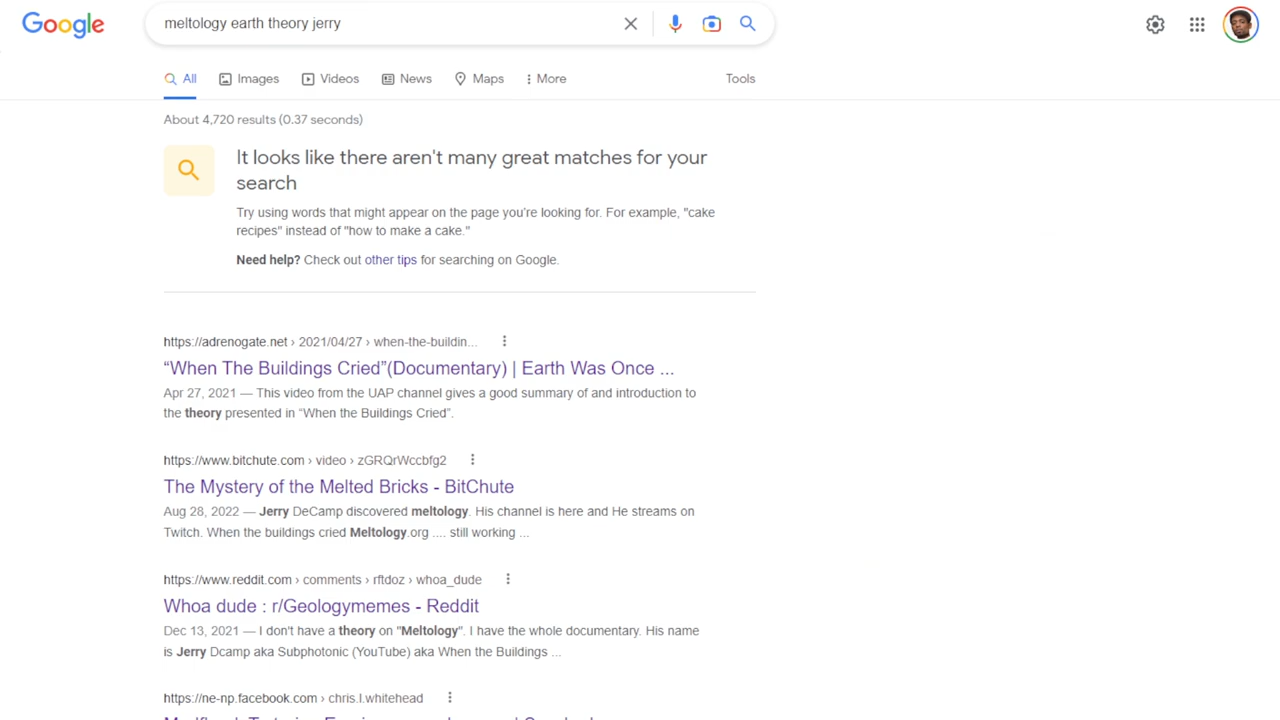 Google
meltology earth theory jerry
All Images Videos News Maps More Tools
About 4,720 results (0.37 seconds)
It looks like there aren't many great matches for your
search
Try using words that might appear on the page you're looking for. For example, "cake
recipes" instead of "how to make a cake."
Need help? Check out other tips for searching on Google.
https://adrenogate.net › 2021/04/27 › when-the-buildin...
“When The Buildings Cried”(Documentary) | Earth Was Once ...
Apr 27, 2021 — This video from the UAP channel gives a good summary of and introduction to
the theory presented in “When the Buildings Cried”.
https://www.bitchute.com › video › zGRQrWccbfg2
The Mystery of the Melted Bricks - BitChute
Aug 28, 2022 — Jerry DeCamp discovered meltology. His channel is here and He streams on
Twitch. When the buildings cried Meltology.org .... still working ...
https://www.reddit.com › comments › rftdoz › whoa_dude
Whoa dude : r/Geologymemes - Reddit
Dec 13, 2021 — I don't have a theory on "Meltology". I have the whole documentary. His name
is Jerry Dcamp aka Subphotonic (YouTube) aka When the Buildings ...
https://ne-np.facebook.com › chris.l.whitehead